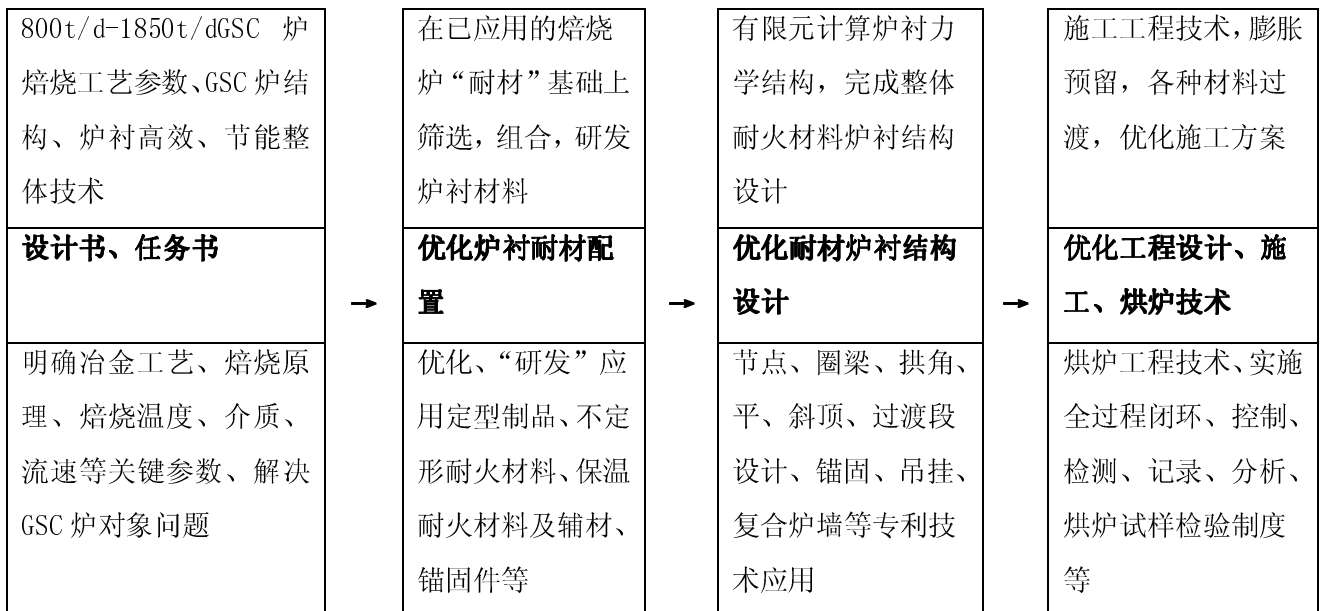 800t/d-1850t/dGSC 炉
焙烧工艺参数、GSC 炉结
构、炉衬高效、节能整
体技术
设计书、任务书
明确冶金工艺、焙烧原
理、焙烧温度、介质、
流速等关键参数、解决
GSC 炉对象问题
→
在已应用的焙烧
炉“耐材”基础上
筛选，组合，研发
炉衬材料
优化炉衬耐材配
置
优化、“研发”应
用定型制品、不定
形耐火材料、保温
耐火材料及辅材、
锚固件等
→
有限元计算炉衬力
学结构，完成整体
耐火材料炉衬结构
设计
优化耐材炉衬结构
设计
节点、圈梁、拱角、
平、斜顶、过渡段
设计、锚固、吊挂、
复合炉墙等专利技
术应用
→
施工工程技术，膨胀
预留，各种材料过
渡，优化施工方案
优化工程设计、施
工、烘炉技术
烘炉工程技术、实施
全过程闭环、控制、
检测、记录、分析、
烘炉试样检验制度
等